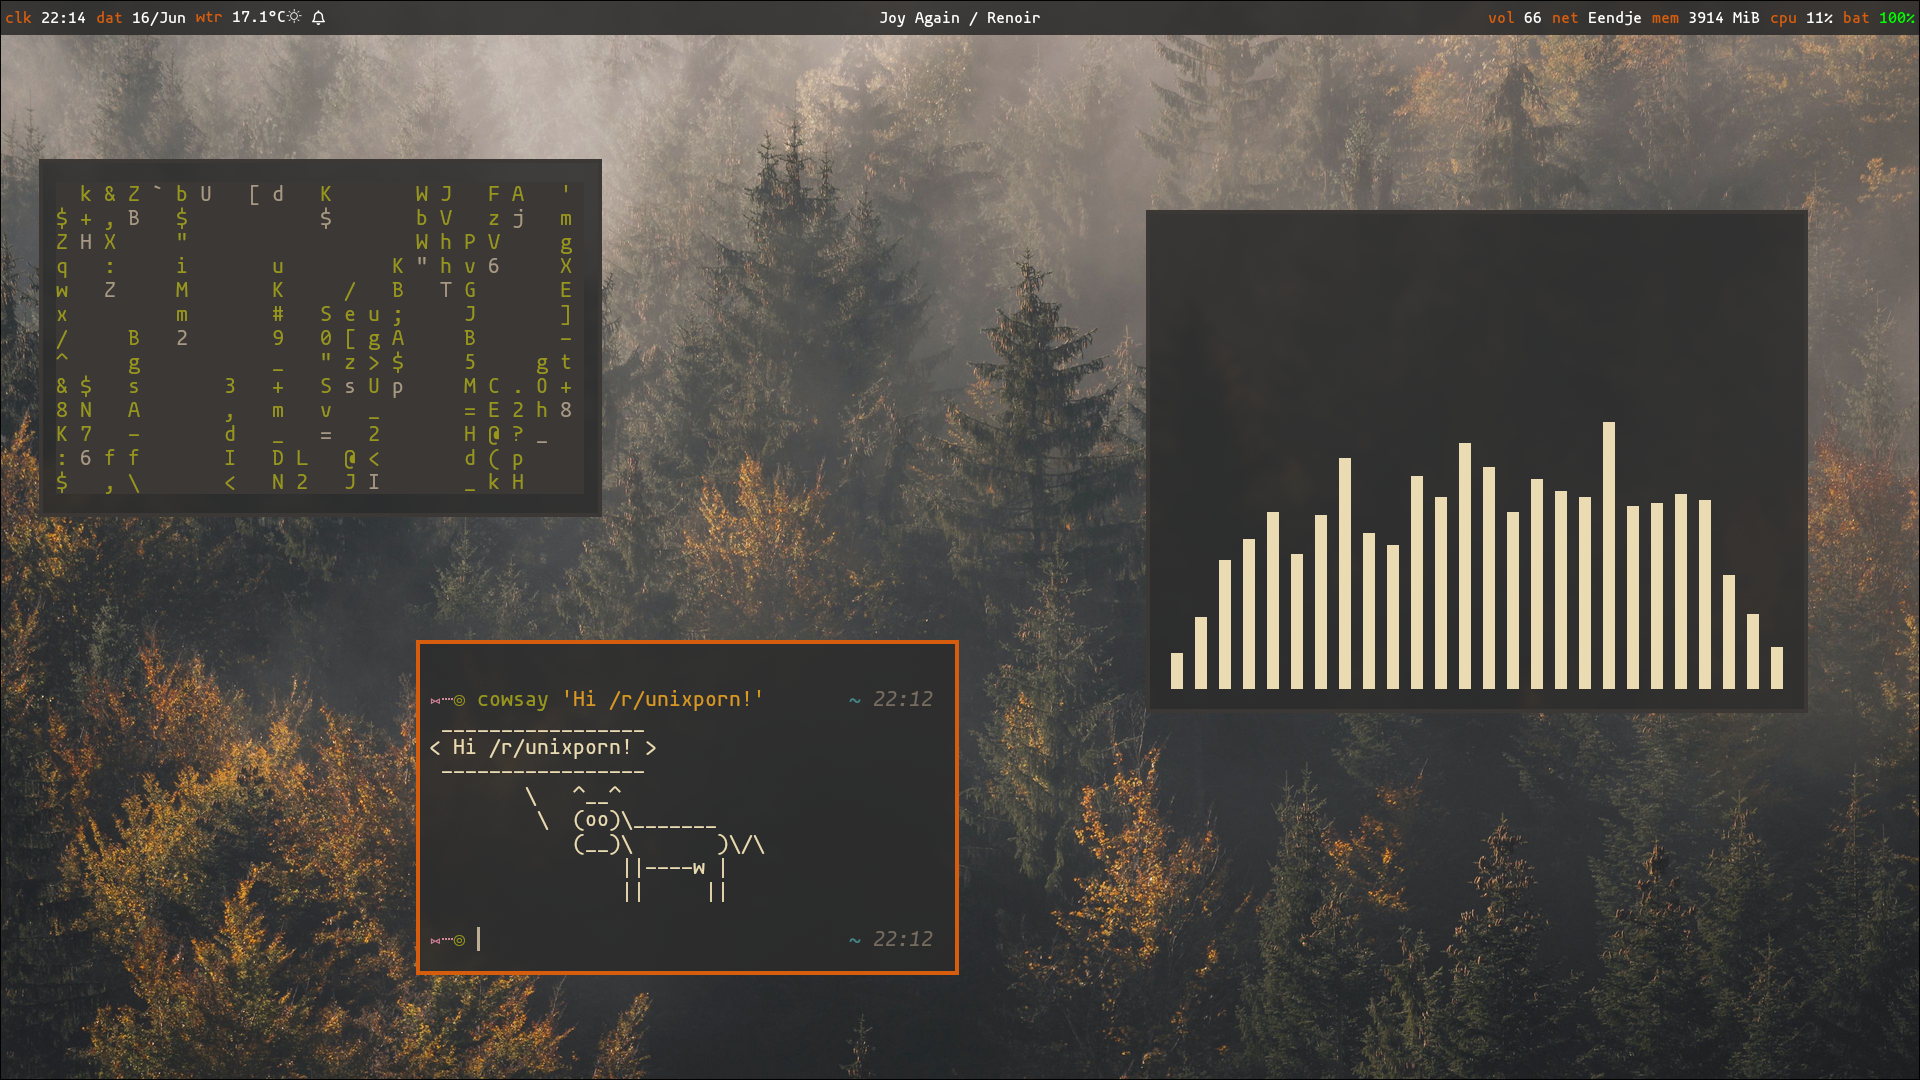 clk 22:14 dat 16/Jun wtr 17.1°C Joy Again / Renoir vol 66 net Eendje mem 3914 MiB cpu 11% bat 100%
k & Z ` b U [ d K W J F A '
$ + , B $ $ b V z j m
Z H X " W h P V g
q : i u K " h v 6 X
w Z M K / B T G E
x m # S e u ; J ]
/ B 2 9 0 [ g A B -
^ g _ " z > $ 5 g t
& $ s 3 + S s U p M C . O +
8 N A , m v _ = E 2 h 8
K 7 - d _ = 2 H @ ? _
: 6 f f I D L @ < d ( p
$ , \ < N 2 J I _ k H
cowsay 'Hi /r/unixporn!' ~ 22:12
 ________________
< Hi /r/unixporn! >
 ----------------
        \   ^__^
         \  (oo)\_______
            (__)\       )\/\
                ||----w |
                ||     ||
~ 22:12